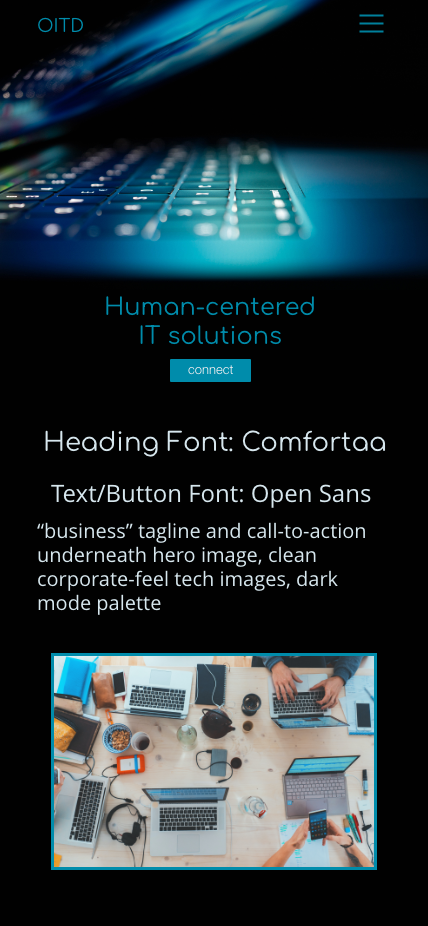 OITD
Human-centered
IT solutions
connect
Heading Font: Comfortaa
Text/Button Font: Open Sans
“business” tagline and call-to-action
underneath hero image, clean
corporate-feel tech images, dark
mode palette